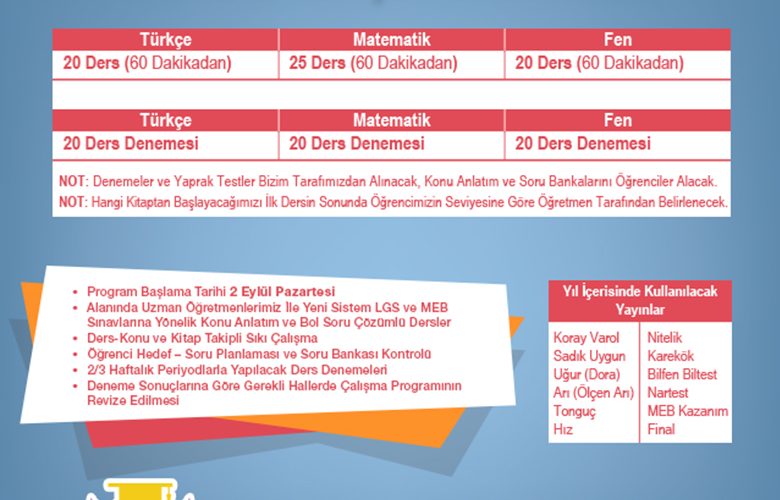 Türkçe Matematik Fen
20 Ders (60 Dakikadan) 25 Ders (60 Dakikadan) 20 Ders (60 Dakikadan)
Türkçe Matematik Fen
20 Ders Denemesi 20 Ders Denemesi 20 Ders Denemesi
NOT: Denemeler ve Yaprak Testler Bizim Tarafımızdan Alınacak, Konu Anlatım ve Soru Bankalarını Öğrenciler Alacak.
NOT: Hangi Kitaptan Başlayacağımızı İlk Dersin Sonunda Öğrencimizin Seviyesine Göre Öğretmen Tarafından Belirlenecek.
• Program Başlama Tarihi 2 Eylül Pazartesi
• Alanında Uzman Öğretmenlerimiz İle Yeni Sistem LGS ve MEB
Sınavlarına Yönelik Konu Anlatım ve Bol Soru Çözümlü Dersler
• Ders-Konu ve Kitap Takipli Sıkı Çalışma
• Öğrenci Hedef – Soru Planlaması ve Soru Bankası Kontrolü
• 2/3 Haftalık Periyodlarla Yapılacak Ders Denemeleri
• Deneme Sonuçlarına Göre Gerekli Hallerde Çalışma Programının
Revize Edilmesi
Yıl İçerisinde Kullanılacak
Yayınlar
Koray Varol Nitelik
Sadık Uygun Karekök
Uğur (Dora) Bilfen Biltest
Arı (Ölçen Arı) Nartest
Tonguç MEB Kazanım
Hız Final